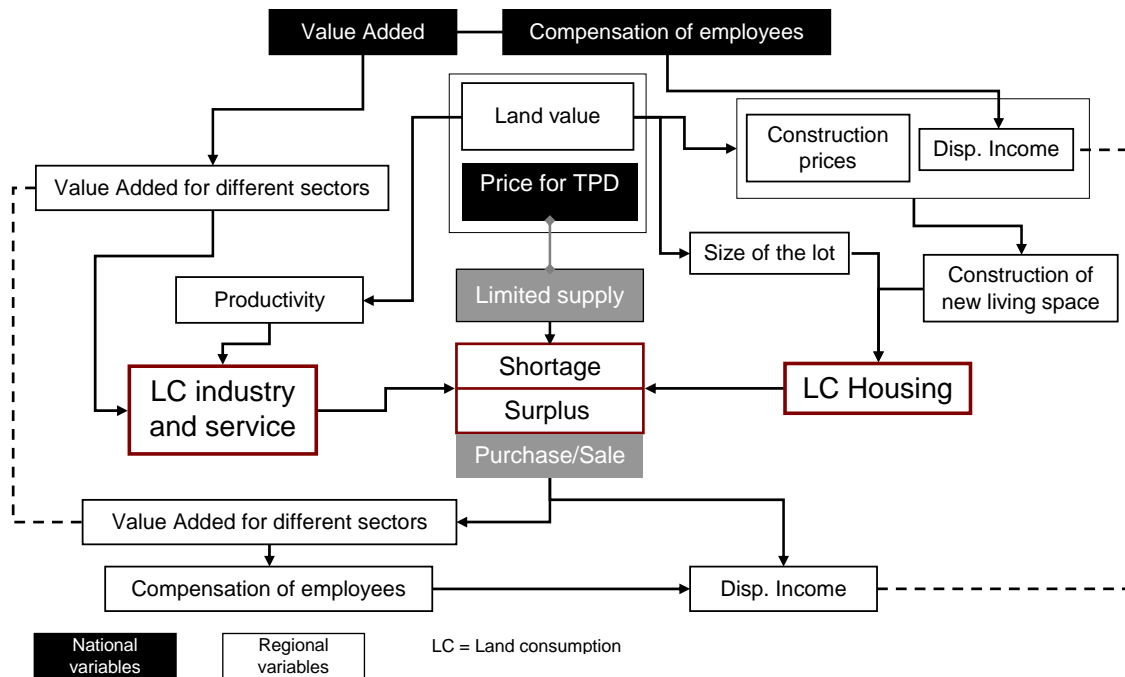 Value Added
Compensation of employees
Land value
Construction
prices
Disp. Income
Value Added for different sectors
Price for TPD
Size of the lot
Productivity
Limited supply
Construction of
new living space
Shortage
LC industry
and service
LC Housing
Surplus
Purchase/Sale
Value Added for different sectors
Compensation of employees
Disp. Income
National
variables
Regional
variables
LC = Land consumption